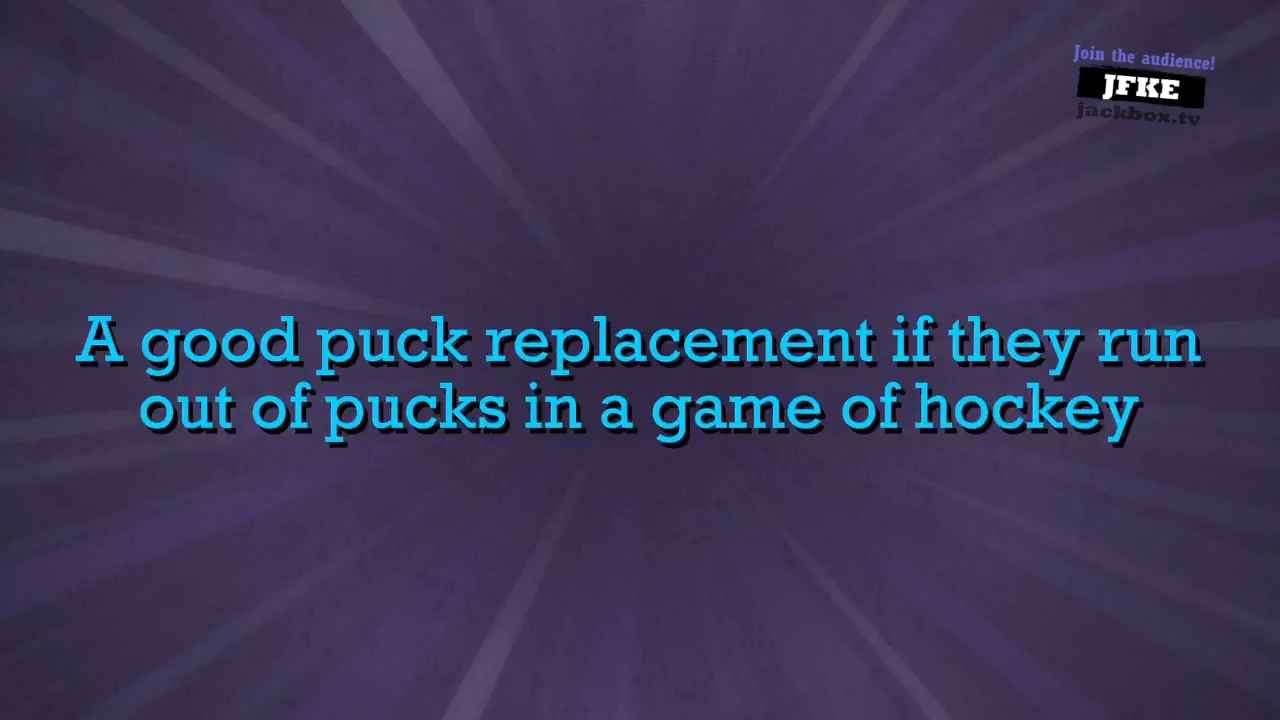 Join the audience!
JFKE
jackbox.tv
A good puck replacement if they run
out of pucks in a game of hockey